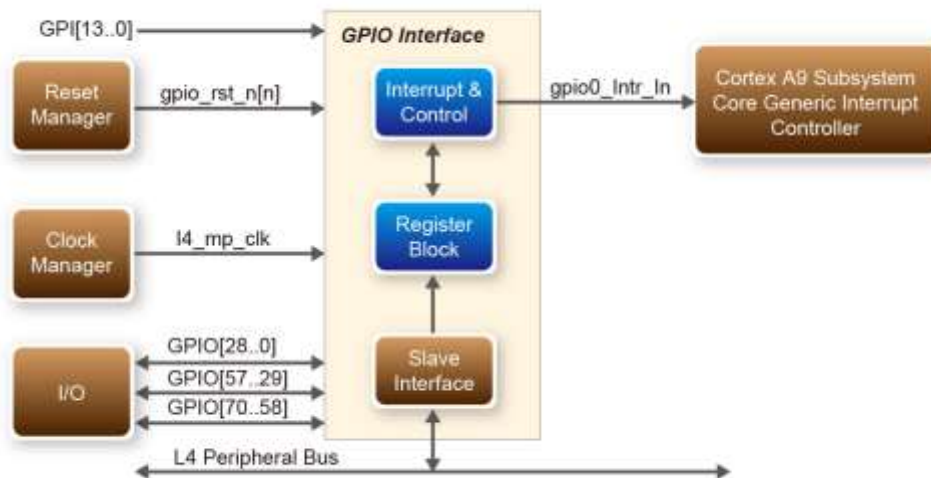 GPI[13..0]
GPIO Interface
Reset
Manager
gpio_rst_n[n]
Interrupt &
Control
gpio0_Intr_In
Cortex A9 Subsystem
Core Generic Interrupt
Controller
Clock
Manager
l4_mp_clk
Register
Block
I/O
GPIO[28..0]
GPIO[57..29]
GPIO[70..58]
Slave
Interface
L4 Peripheral Bus